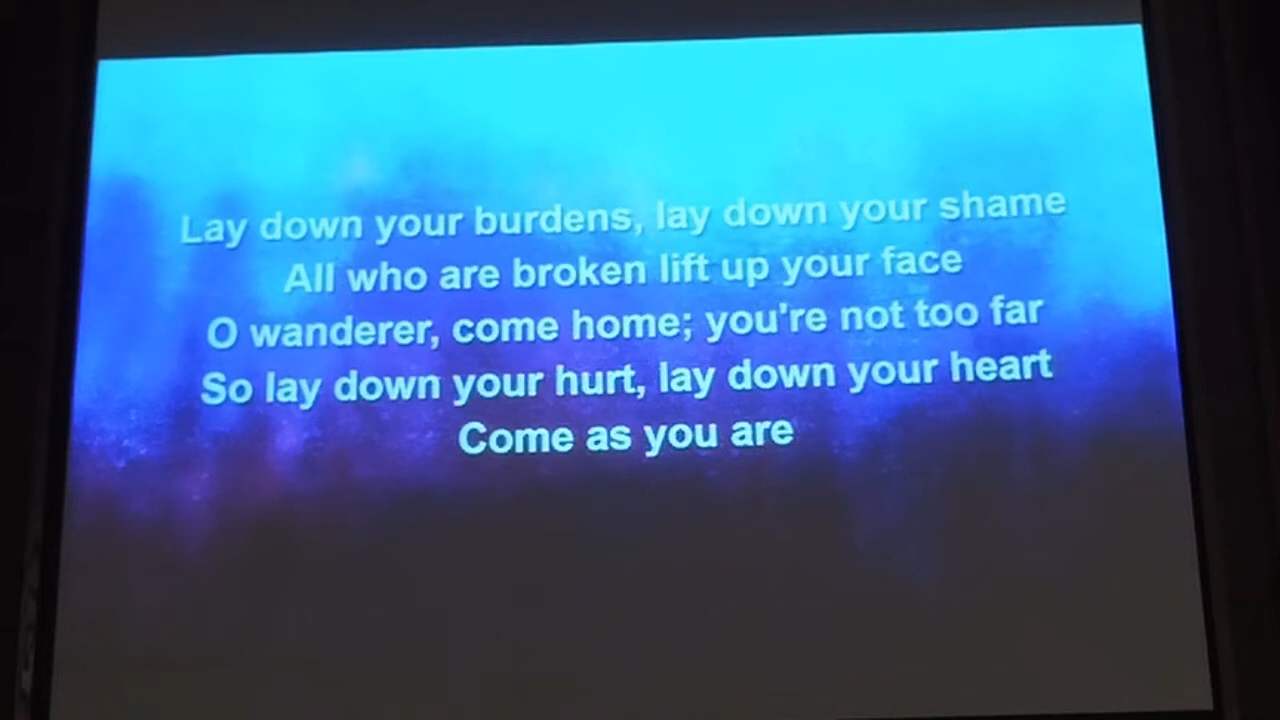 Lay down your burdens, lay down your shame
All who are broken lift up your face
O wanderer, come home; you're not too far
So lay down your hurt, lay down your heart
Come as you are